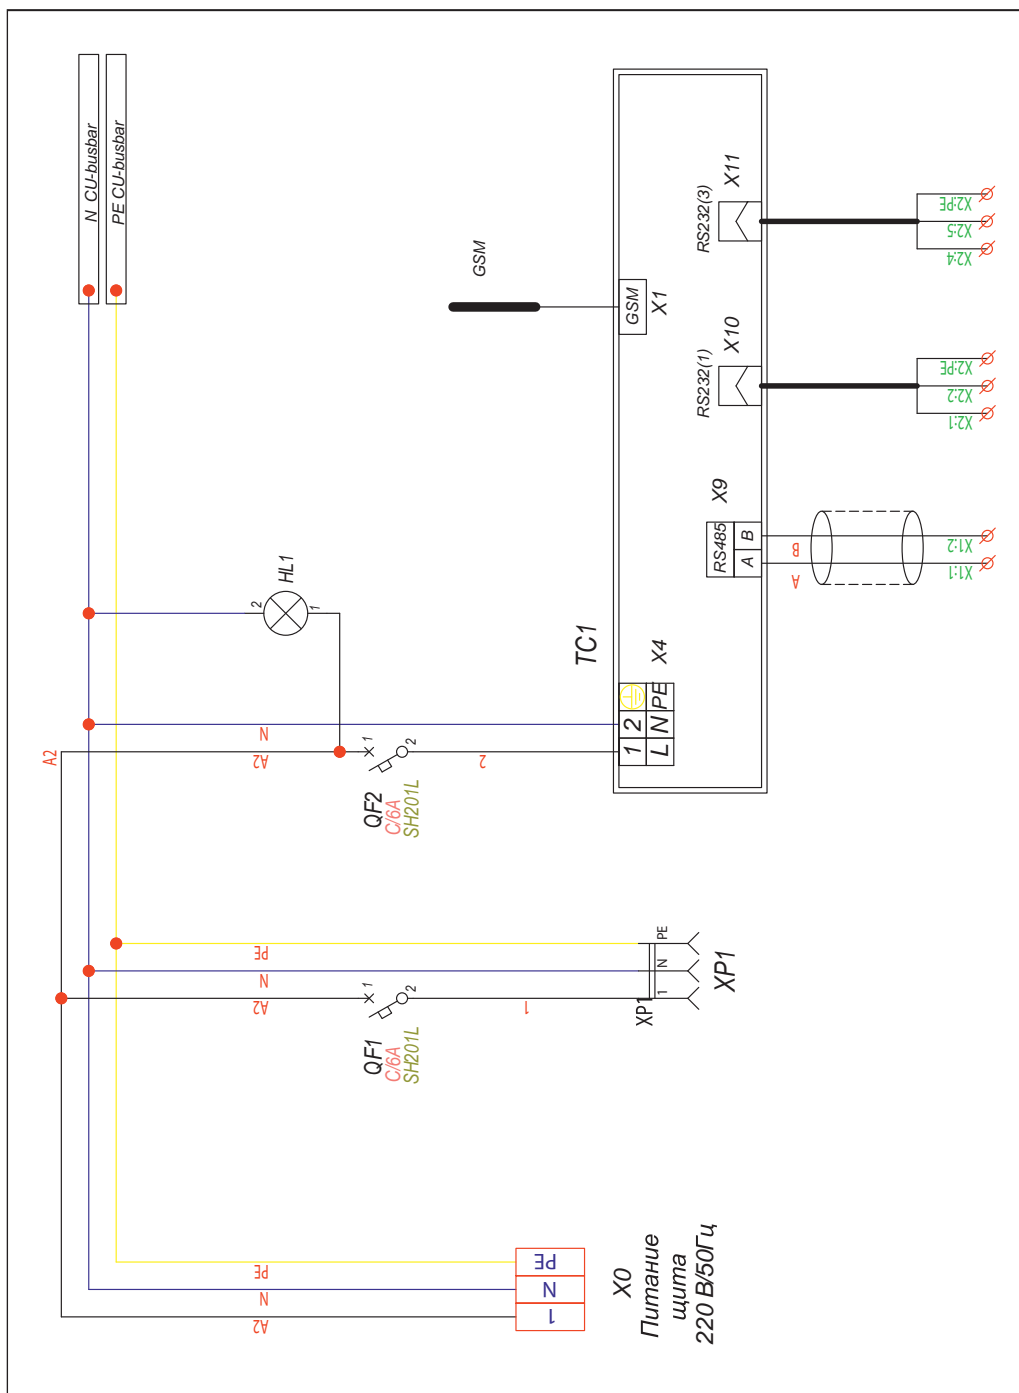 N CU-busbar
PE CU-busbar
GSM
RS232(3)
X11
GSM
X1
RS232(1)
X10
X2:PE
X2:5
X2:4
X2:PE
X2:2
X2:1
RS485
X9
A
B
A
B
X1:2
X1:1
HL1
2
1
TC1
X4
1
2
L
N
PE
A2
N
A2
1
2
2
QF2
C/6A
SH201L
PE
N
A2
1
2
1
QF1
C/6A
SH201L
XP1
1
N
PE
XP1
PE
N
A2
PE
N
1
X0
Питание
щита
220 В/50Гц